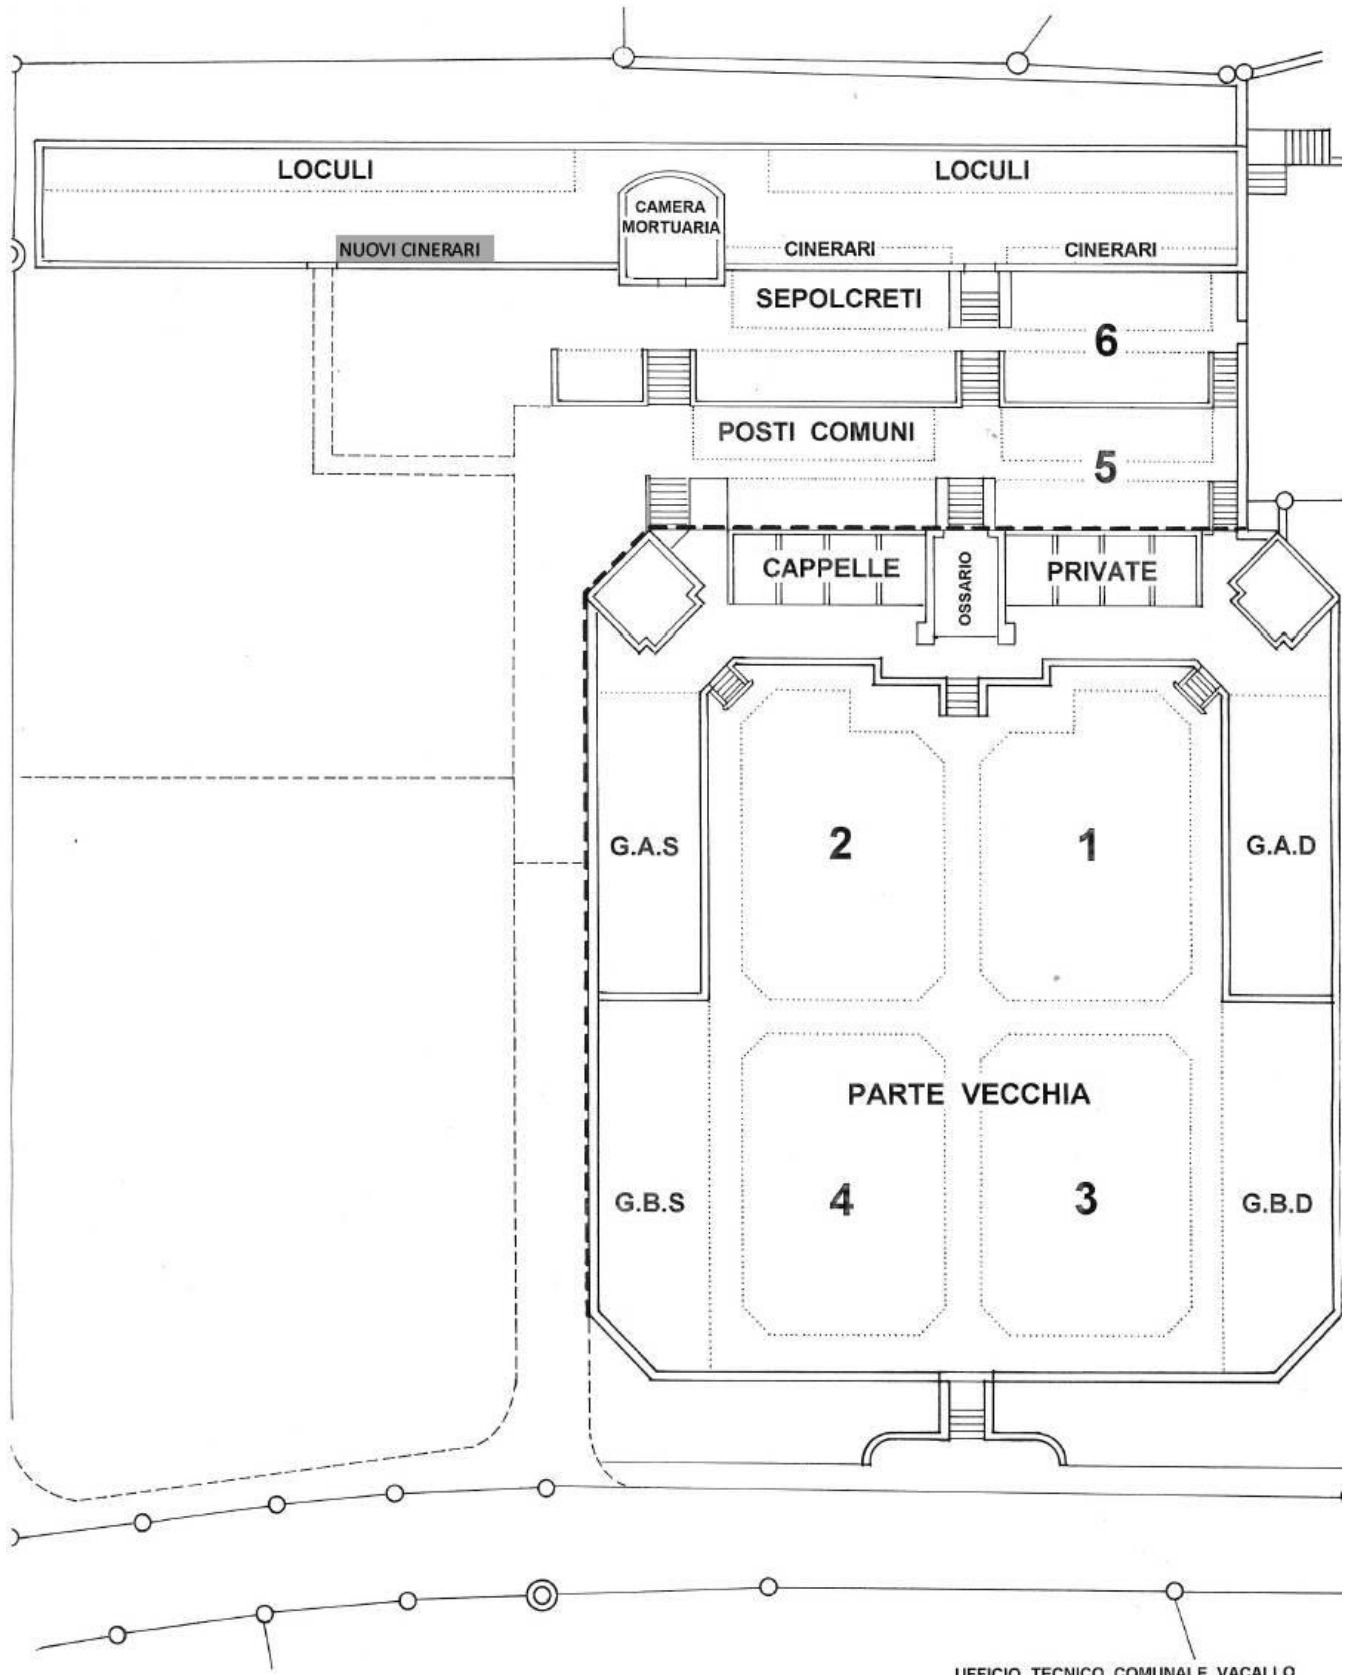 LOCULI
LOCULI
CAMERA
MORTUARIA
NUOVI CINERARI
CINERARI
CINERARI
SEPOLCRETI
6
POSTI COMUNI
5
CAPPELLE
OSSARIO
PRIVATE
G.A.S
2
1
G.A.D
PARTE VECCHIA
G.B.S
4
3
G.B.D
UFFICIO TECNICO COMUNALE VACALLO